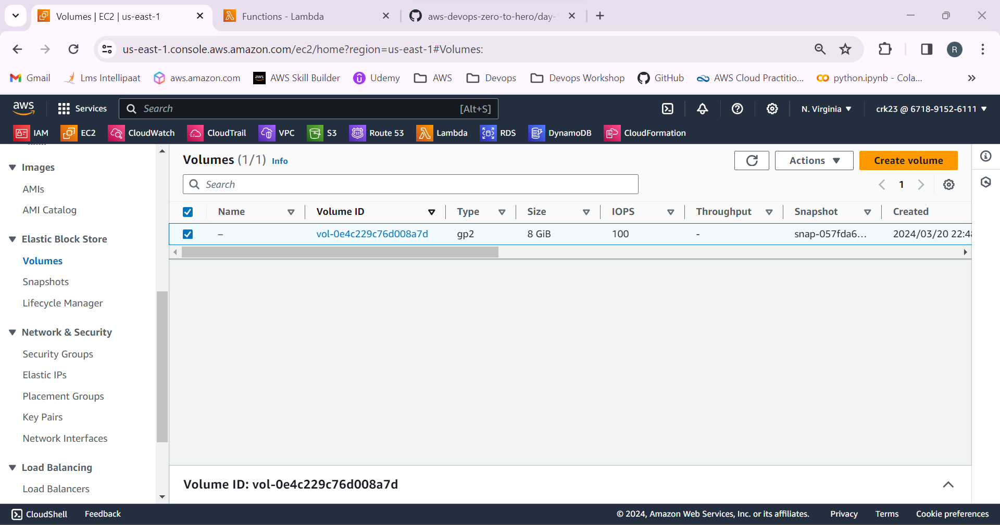 Volumes | EC2 | us-east-1
Functions - Lambda
aws-devops-zero-to-hero/day-
us-east-1.console.aws.amazon.com/ec2/home?region=us-east-1#Volumes:
R
Gmail
Lms Intellipaat
aws.amazon.com
aws
AWS Skill Builder
Udemy
AWS
Devops
Devops Workshop
GitHub
AWS Cloud Practitio...
python.ipynb - Cola...
aws
Services
Search
[Alt+S]
N. Virginia
crk23 @ 6718-9152-6111
IAM
EC2
CloudWatch
CloudTrail
VPC
S3
53
Route 53
Lambda
RDS
DynamoDB
CloudFormation
Images
AMIs
AMI Catalog
Elastic Block Store
Volumes
Snapshots
Lifecycle Manager
Network & Security
Security Groups
Elastic IPs
Placement Groups
Key Pairs
Network Interfaces
Load Balancing
Load Balancers
Volumes (1/1) Info
Actions
Create volume
Search
1
Name Volume ID Type Size IOPS Throughput Snapshot Created
– vol-0e4c229c76d008a7d gp2 8 GiB 100 - snap-057fda6... 2024/03/20 22:48
Volume ID: vol-0e4c229c76d008a7d
CloudShell
Feedback
© 2024, Amazon Web Services, Inc. or its affiliates.
Privacy
Terms
Cookie preferences